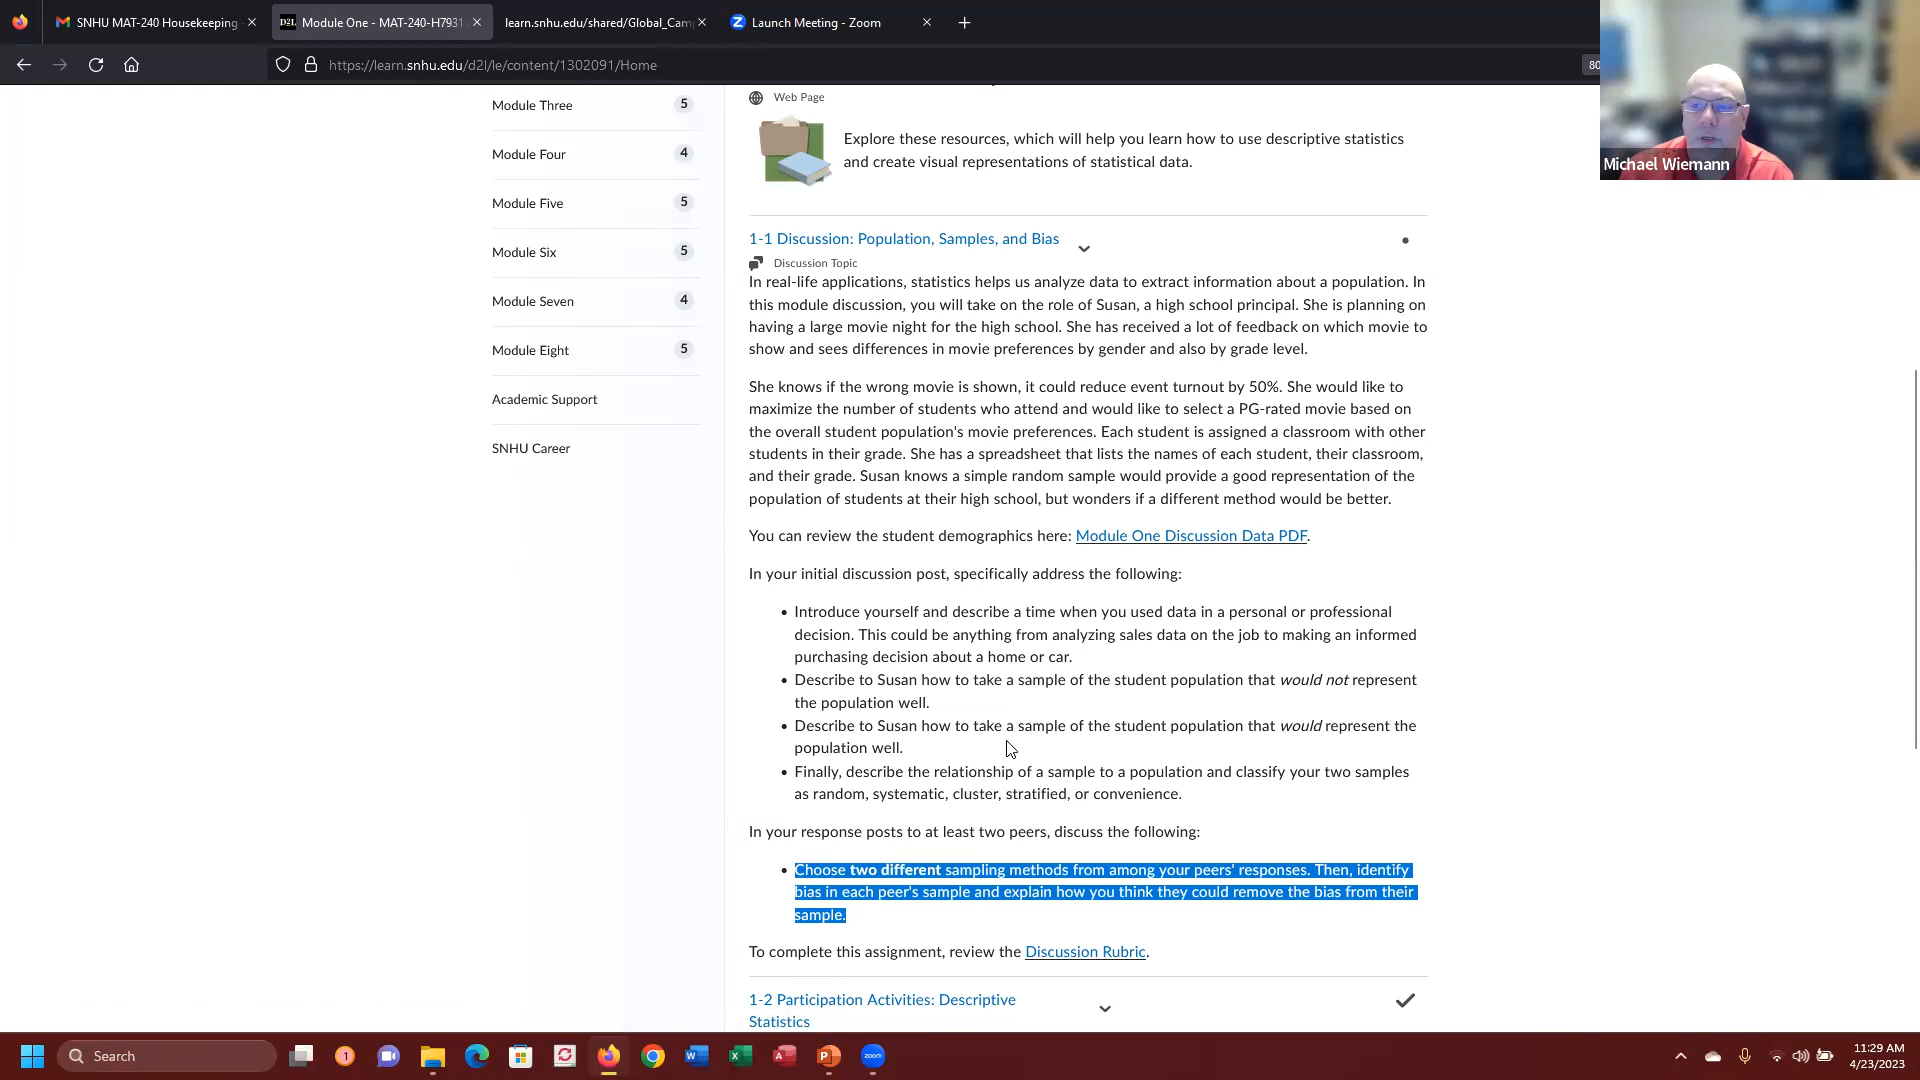 SNHU MAT-240 Housekeeping
D2L Module One - MAT-240-H7931
learn.snhu.edu/shared/Global_Cam
Launch Meeting - Zoom
https://learn.snhu.edu/d2l/le/content/1302091/Home
80
Michael Wiemann
Module Three 5
Module Four 4
Module Five 5
Module Six 5
Module Seven 4
Module Eight 5
Academic Support
SNHU Career
Web Page
Explore these resources, which will help you learn how to use descriptive statistics
and create visual representations of statistical data.
1-1 Discussion: Population, Samples, and Bias
Discussion Topic
In real-life applications, statistics helps us analyze data to extract information about a population. In
this module discussion, you will take on the role of Susan, a high school principal. She is planning on
having a large movie night for the high school. She has received a lot of feedback on which movie to
show and sees differences in movie preferences by gender and also by grade level.
She knows if the wrong movie is shown, it could reduce event turnout by 50%. She would like to
maximize the number of students who attend and would like to select a PG-rated movie based on
the overall student population's movie preferences. Each student is assigned a classroom with other
students in their grade. She has a spreadsheet that lists the names of each student, their classroom,
and their grade. Susan knows a simple random sample would provide a good representation of the
population of students at their high school, but wonders if a different method would be better.
You can review the student demographics here: Module One Discussion Data PDF.
In your initial discussion post, specifically address the following:
• Introduce yourself and describe a time when you used data in a personal or professional
decision. This could be anything from analyzing sales data on the job to making an informed
purchasing decision about a home or car.
• Describe to Susan how to take a sample of the student population that would not represent
the population well.
• Describe to Susan how to take a sample of the student population that would represent the
population well.
• Finally, describe the relationship of a sample to a population and classify your two samples
as random, systematic, cluster, stratified, or convenience.
In your response posts to at least two peers, discuss the following:
• Choose two different sampling methods from among your peers' responses. Then, identify
bias in each peer's sample and explain how you think they could remove the bias from their
sample.
To complete this assignment, review the Discussion Rubric.
1-2 Participation Activities: Descriptive
Statistics
Search
1
zoom
11:29 AM
4/23/2023